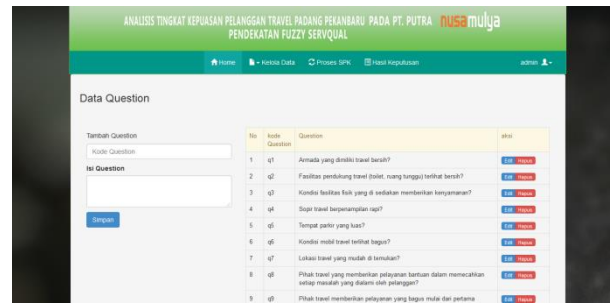 ANALISIS TINGKAT KEPUASAN PELANGGAN TRAVEL PADANG PEKANBARU PADA PT. PUTRA nusamulya
PENDEKATAN FUZZY SERVQUAL
Home Kelola Data Proses SPK Hasil Keputusan admin
Data Question
Tambah Question
Kode Question
Isi Question
Simpan
No kode Question Question aksi
1 q1 Armada yang dimiliki travel bersih? Edit Hapus
2 q2 Fasilitas pendukung travel (toilet, ruang tunggu) terlihat bersih? Edit Hapus
3 q3 Kondisi fasilitas fisik yang di sediakan memberikan kenyamanan? Edit Hapus
4 q4 Sopir travel berpenampilan rapi? Edit Hapus
5 q5 Tempat parkir yang luas? Edit Hapus
6 q6 Kondisi mobil travel terlihat bagus? Edit Hapus
7 q7 Lokasi travel yang mudah di temukan? Edit Hapus
8 q8 Pihak travel yang memberikan pelayanan bantuan dalam memecahkan Edit Hapus
setiap masalah yang dialami oleh pelanggan?
9 q9 Pihak travel memberikan pelayanan yang bagus mulai dari pertama Edit Hapus